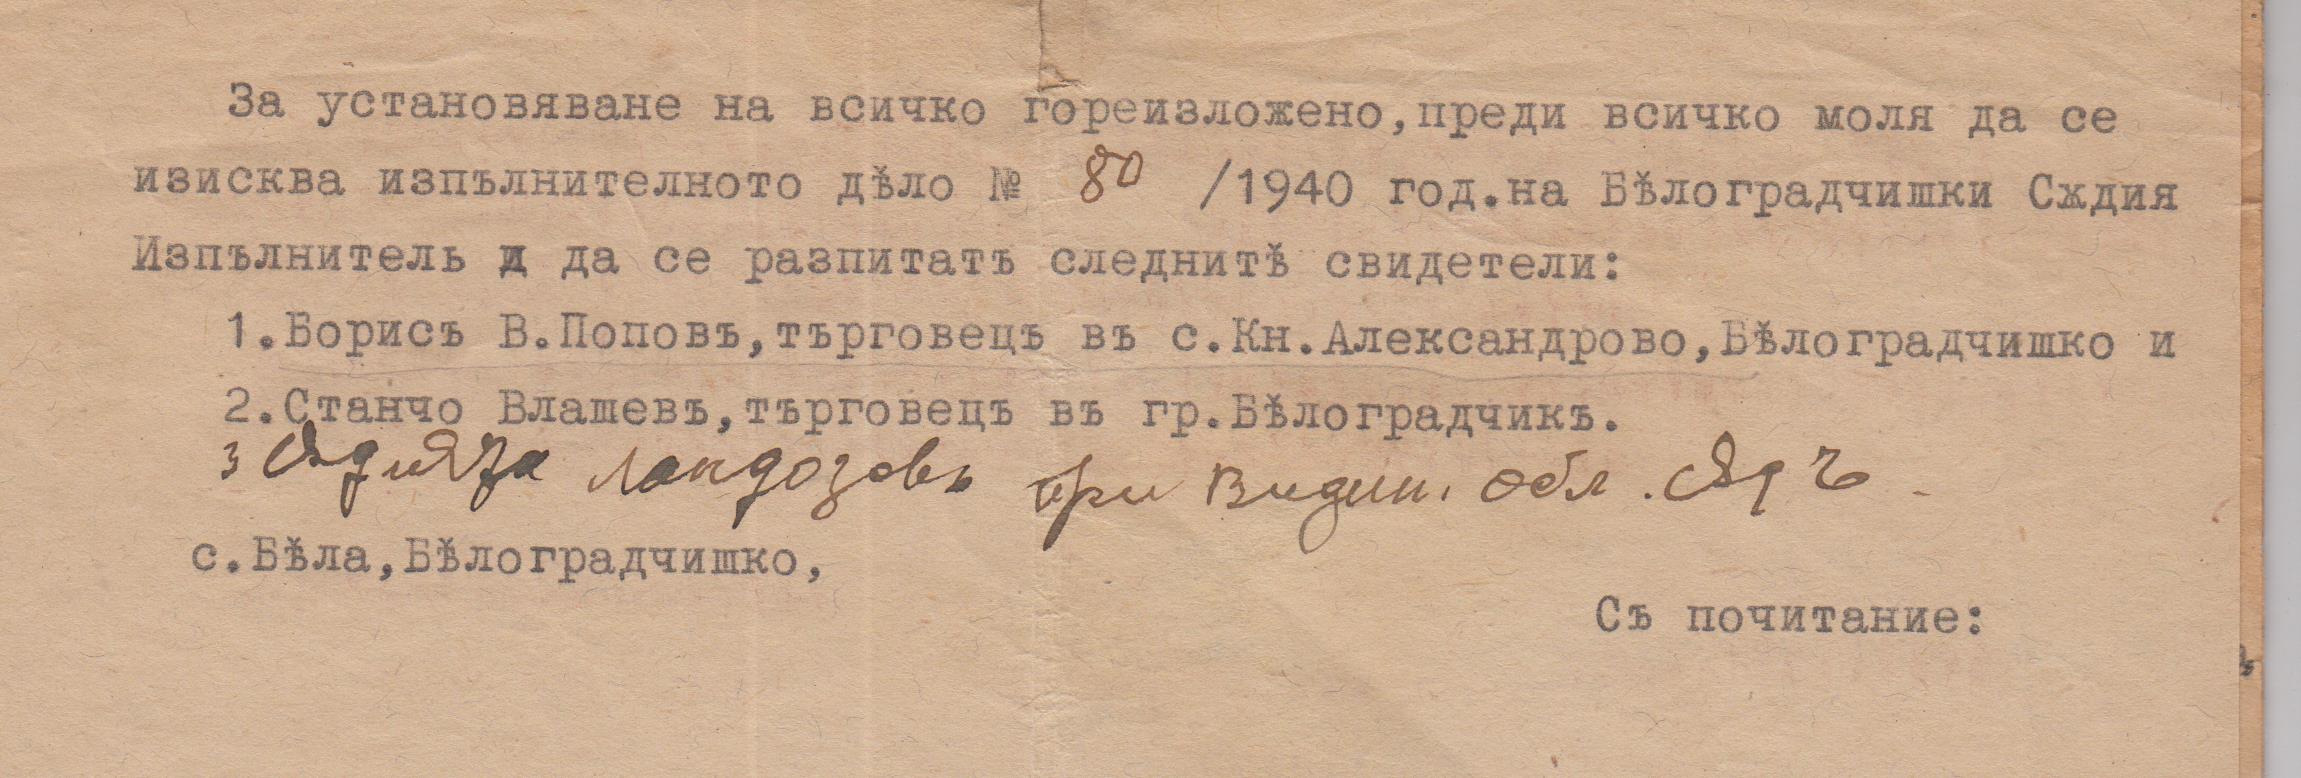 За установяване на всичко гореизложено,преди всичко моля да се
изисква изпълнителното дѣло № 80 /1940 год.на Бѣлоградчишки Сѫдия
Изпълнитель и да се разпитатъ следнитѣ свидетели:
1.Борисъ В.Поповъ,търговецъ въ с.Кн.Александрово,Бѣлоградчишко и
2.Станчо Влашевъ,търговецъ въ гр.Бѣлоградчикъ.
3 Сѫдията при Видин. Обл. Сѫдъ
с.Бѣла,Бѣлоградчишко,
Съ почитание: